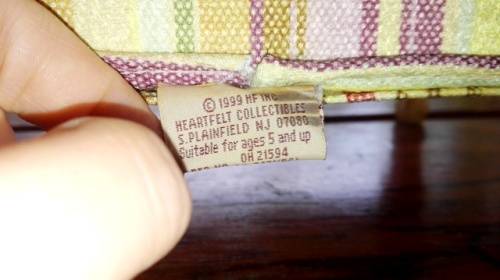 © 1999 HF INC
HEARTFELT COLLECTIBLES
S. PLAINFIELD NJ 07080
Suitable for ages 5 and up
OH 21594